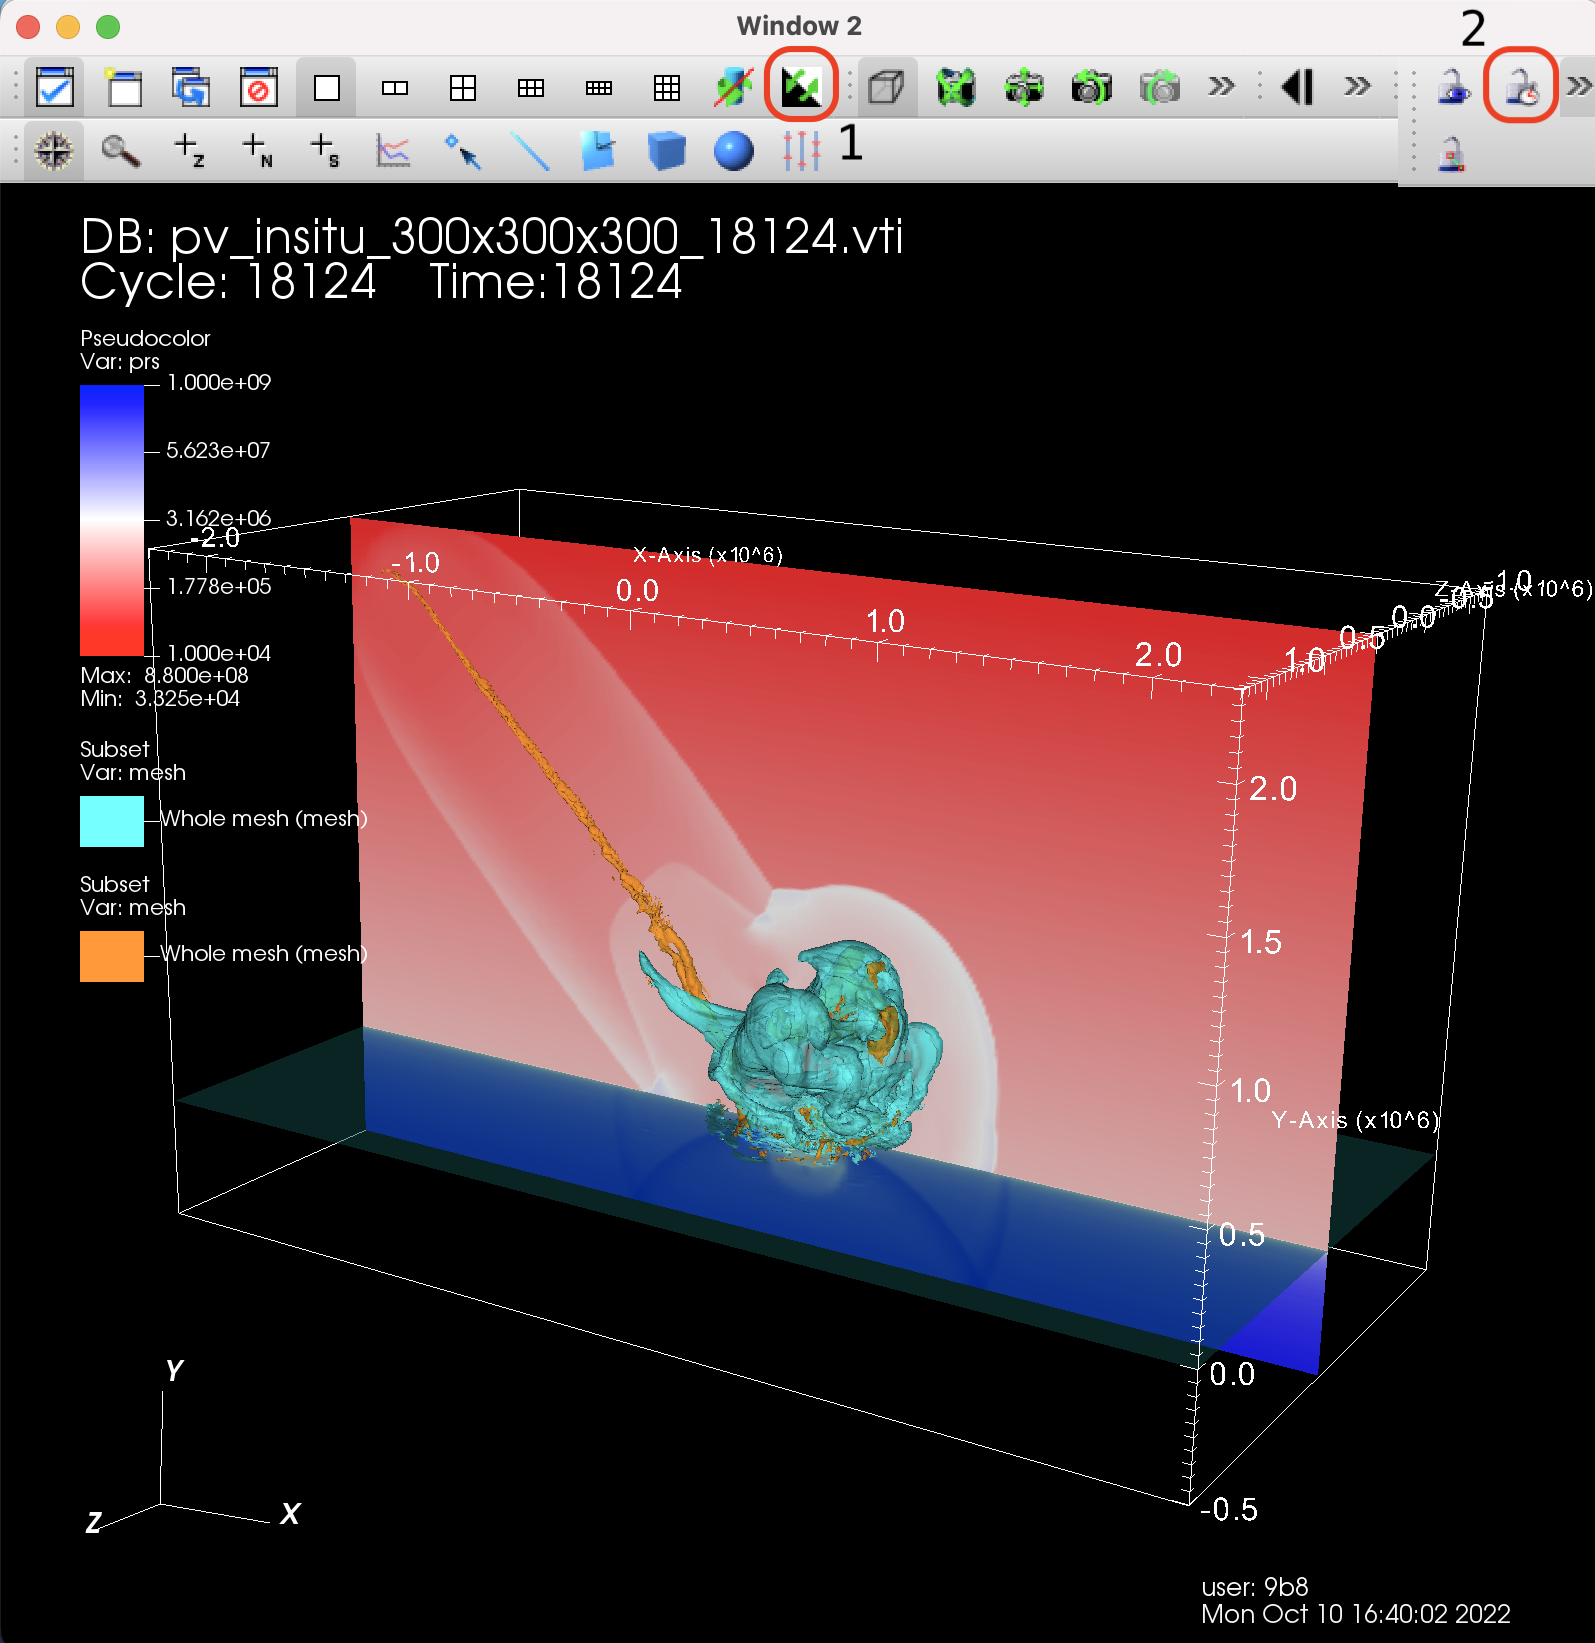 Window 2
2
Z
N
S
1
DB: pv_insitu_300x300x300_18124.vti
Cycle: 18124 Time:18124
Pseudocolor
Var: prs
1.000e+09
5.623e+07
3.162e+06
1.778e+05
1.000e+04
Max: 8.800e+08
Min: 3.325e+04
Subset
Var: mesh
Whole mesh (mesh)
Subset
Var: mesh
Whole mesh (mesh)
-2.0
-1.0
0.0
1.0
2.0
X-Axis (x10^6)
Z-Axis (x10^6)
-1.0
-0.5
0.0
0.5
1.0
2.0
1.5
1.0
Y-Axis (x10^6)
0.5
0.0
-0.5
Y
Z
X
user: 9b8
Mon Oct 10 16:40:02 2022